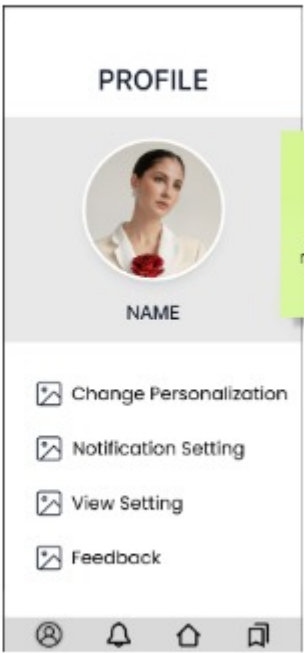 PROFILE
NAME
Change Personalization
Notification Setting
View Setting
Feedback